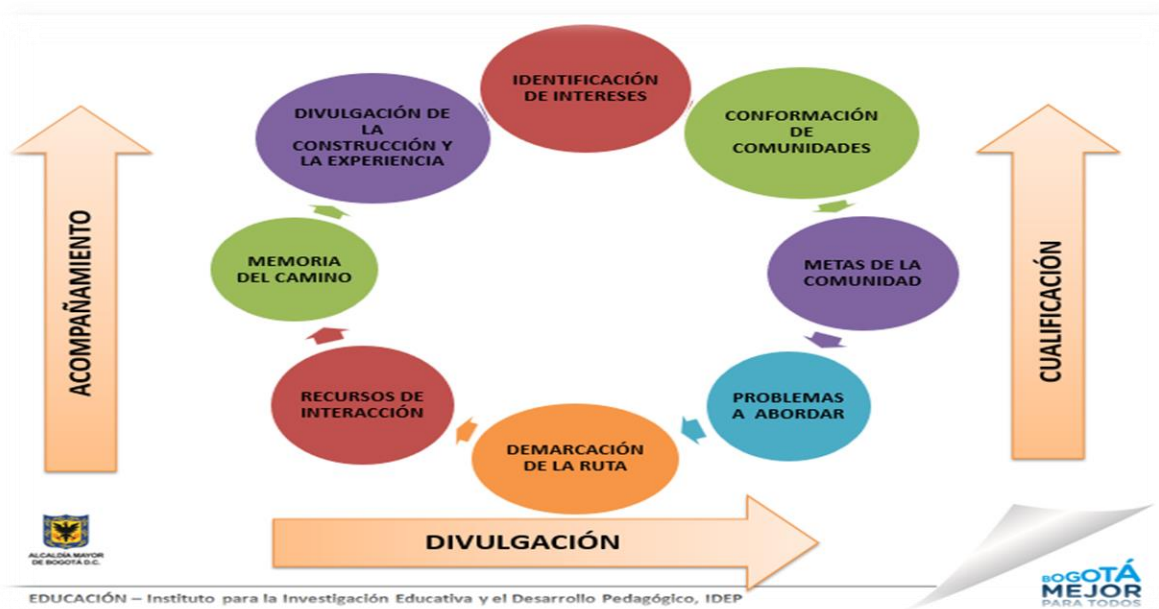 IDENTIFICACIÓN
DE INTERESES
CONFORMACIÓN
DE
COMUNIDADES
METAS DE LA
COMUNIDAD
PROBLEMAS
A ABORDAR
DEMARCACIÓN
DE LA RUTA
RECURSOS DE
INTERACCIÓN
MEMORIA
DEL CAMINO
DIVULGACIÓN DE
LA
CONSTRUCCIÓN Y
LA EXPERIENCIA
ACOMPAÑAMIENTO
CUALIFICACIÓN
DIVULGACIÓN
ALCALDÍA MAYOR
DE BOGOTÁ D.C.
EDUCACIÓN – Instituto para la Investigación Educativa y el Desarrollo Pedagógico, IDEP
BOGOTÁ
MEJOR
PARA TODOS